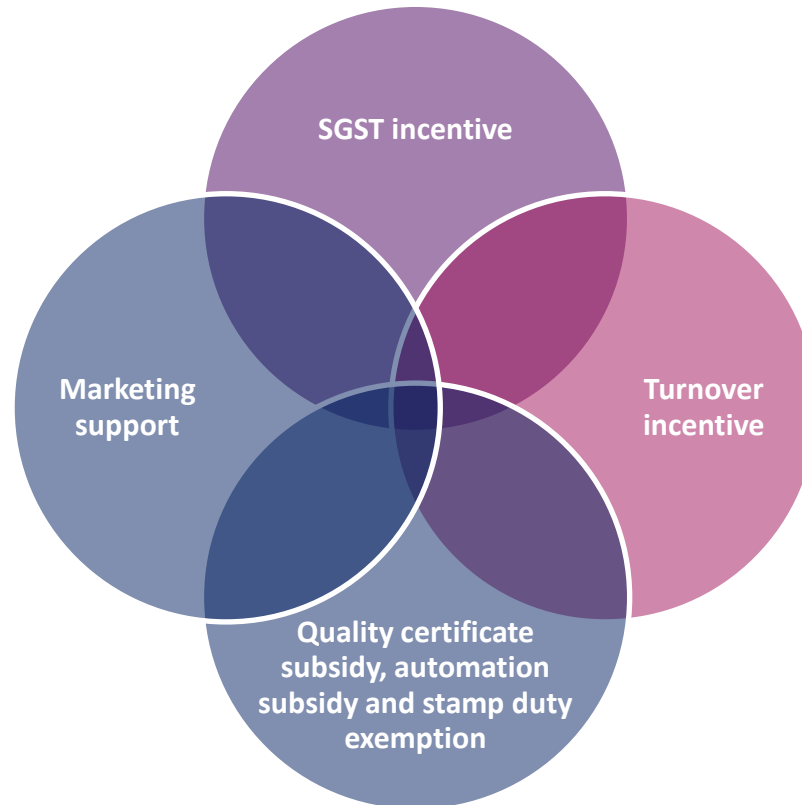 SGST incentive
Marketing
support
Turnover
incentive
Quality certificate
subsidy, automation
subsidy and stamp duty
exemption